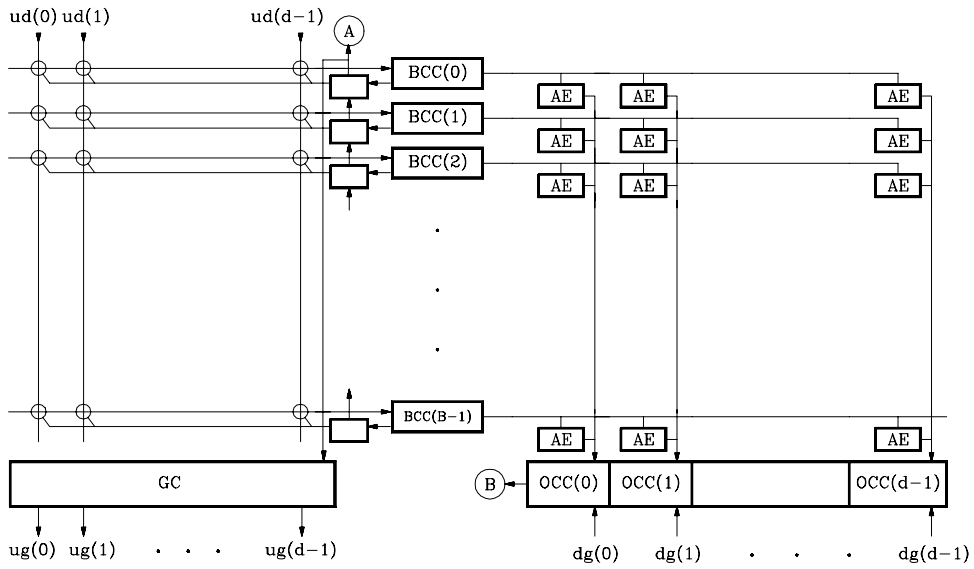 ud(0) ud(1) ud(d-1)
A
BCC(0)
AE AE AE
BCC(1)
AE AE AE
BCC(2)
AE AE AE
BCC(B-1)
AE AE AE
GC
B OCC(0) OCC(1) OCC(d-1)
ug(0) ug(1) . . . ug(d-1)
dg(0) dg(1) . . . dg(d-1)